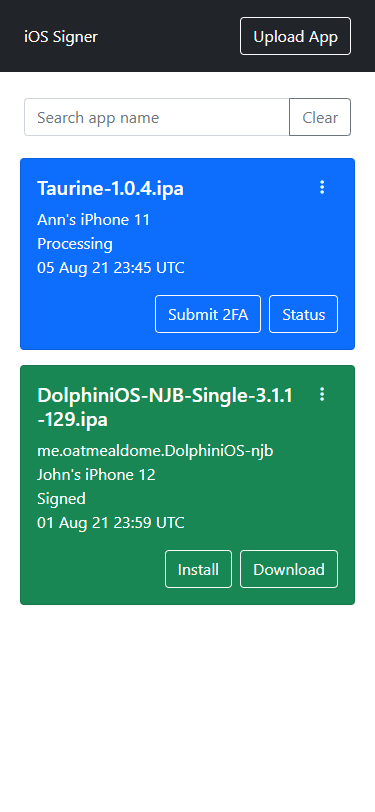 iOS Signer
Upload App
Search app name
Clear
Taurine-1.0.4.ipa
Ann's iPhone 11
Processing
05 Aug 21 23:45 UTC
Submit 2FA
Status
DolphiniOS-NJB-Single-3.1.1
-129.ipa
me.oatmealdome.DolphiniOS-njb
John's iPhone 12
Signed
01 Aug 21 23:59 UTC
Install
Download